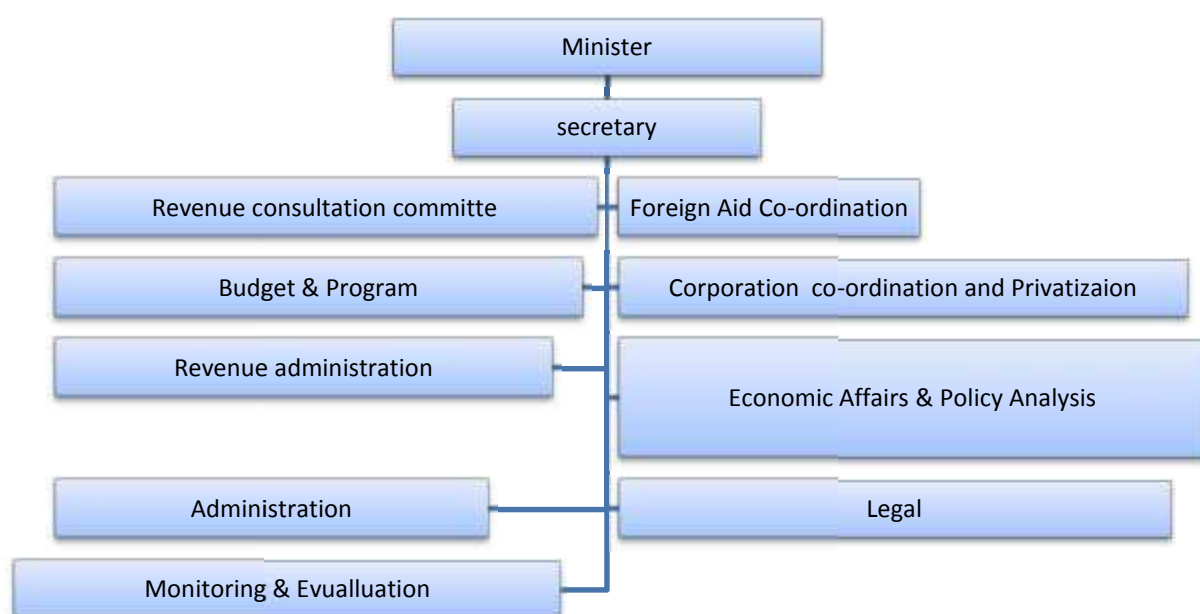 Minister
secretary
Revenue consultation committe
Foreign Aid Co-ordination
Budget & Program
Corporation co-ordination and Privatizaion
Revenue administration
Economic Affairs & Policy Analysis
Administration
Legal
Monitoring & Evualluation